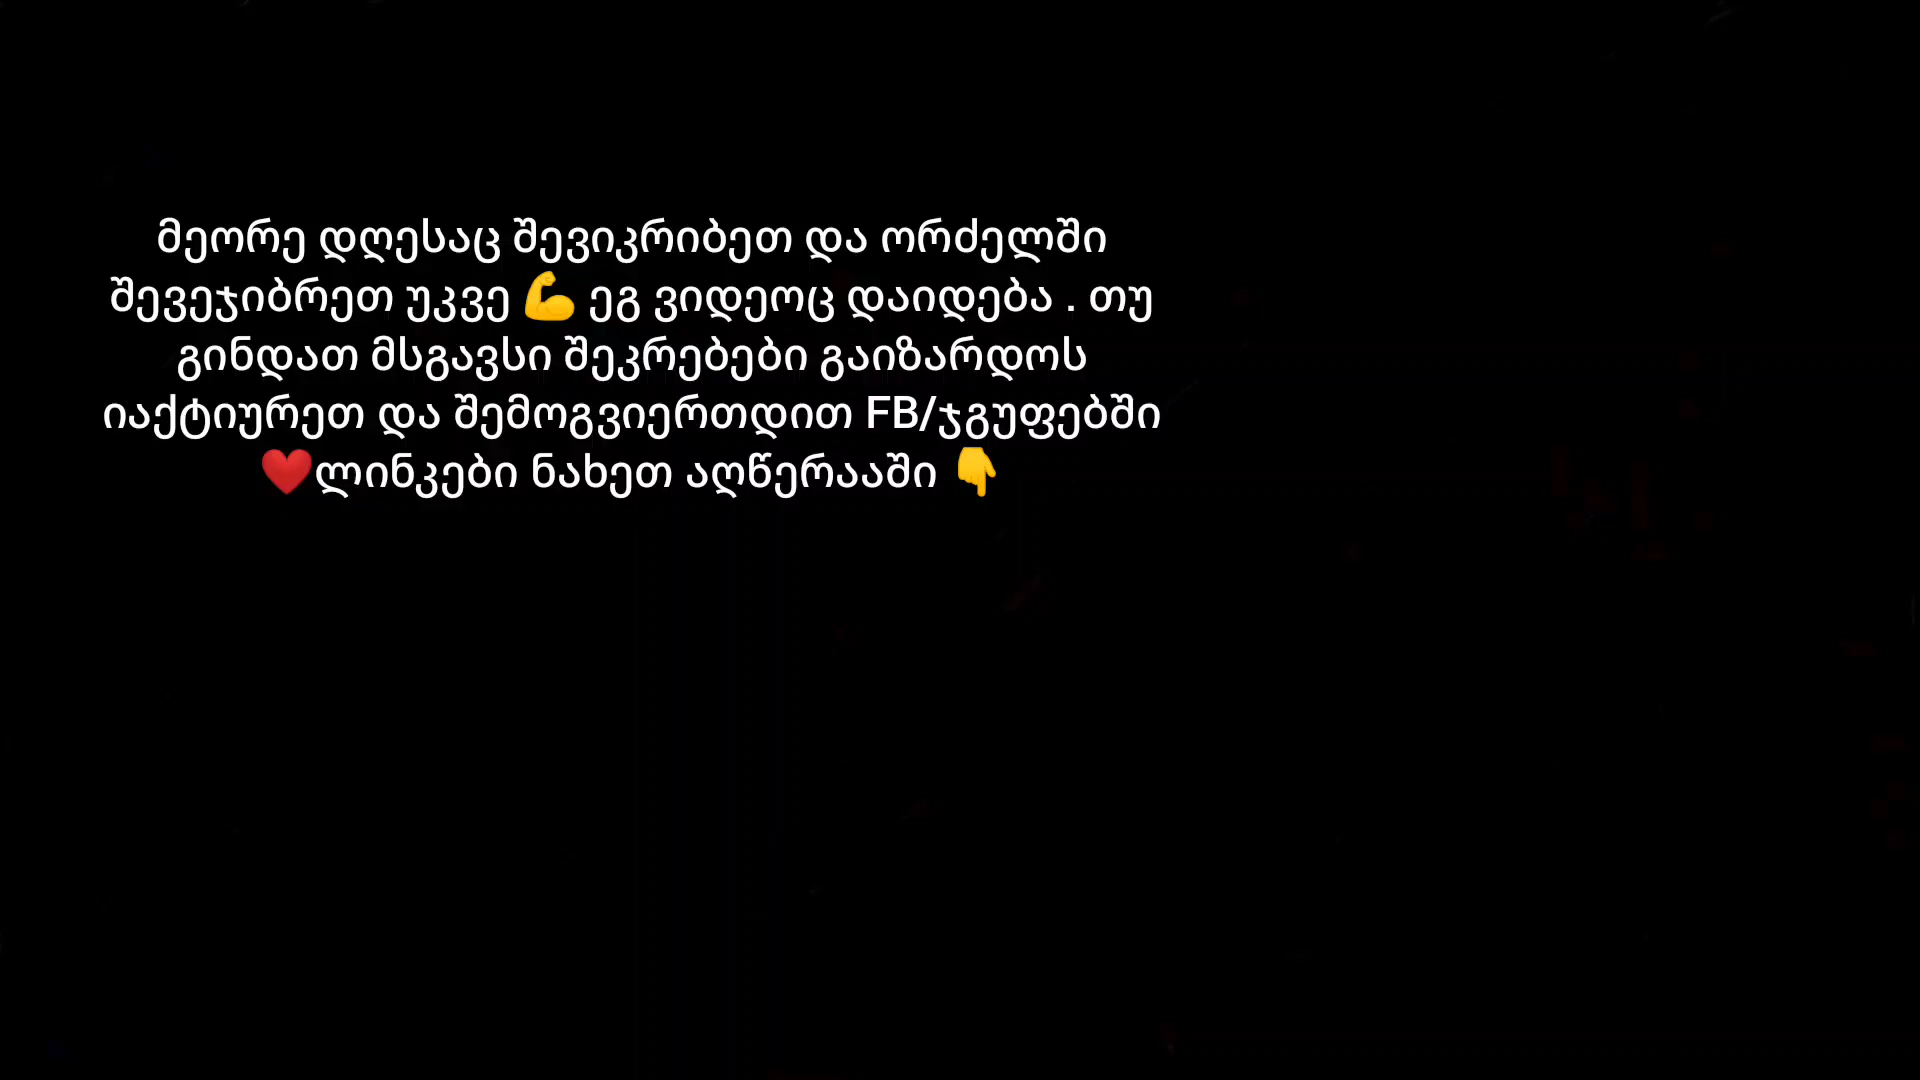 მეორე დღესაც შევიკრიბეთ და ორძელში
შევეჯიბრეთ უკვე 💪 ეგ ვიდეოც დაიდება . თუ
გინდათ მსგავსი შეკრებები გაიზარდოს
იაქტიურეთ და შემოგვიერთდით FB/ჯგუფებში
❤️ლინკები ნახეთ აღწერააში 👇